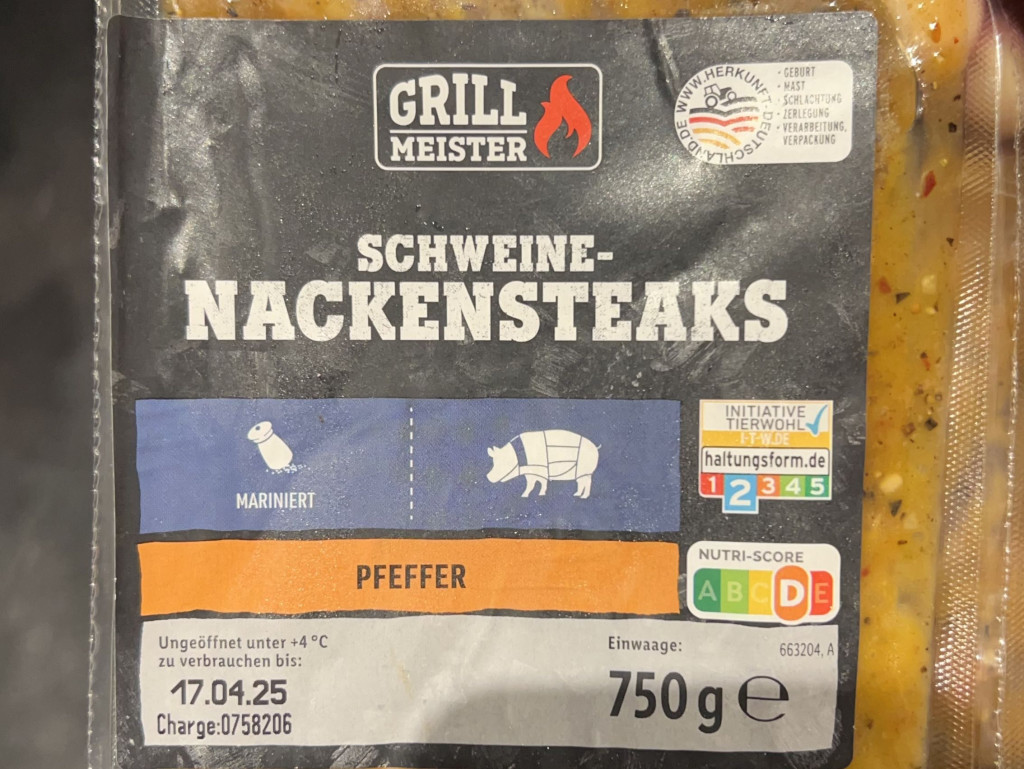 GRILL
MEISTER
WWW.HERKUNFT-DEUTSCHLAND.DE
· GEBURT
· MAST
· SCHLACHTUNG
· ZERLEGUNG
· VERARBEITUNG,
VERPACKUNG
SCHWEINE-
NACKENSTEAKS
MARINIERT
INITIATIVE
TIERWOHL
I-T-W.DE
haltungsform.de
1 2 3 4 5
PFEFFER
NUTRI-SCORE
A B C D E
Ungeöffnet unter +4 °C
zu verbrauchen bis:
17.04.25
Charge:0758206
Einwaage:
663204, A
750 g e